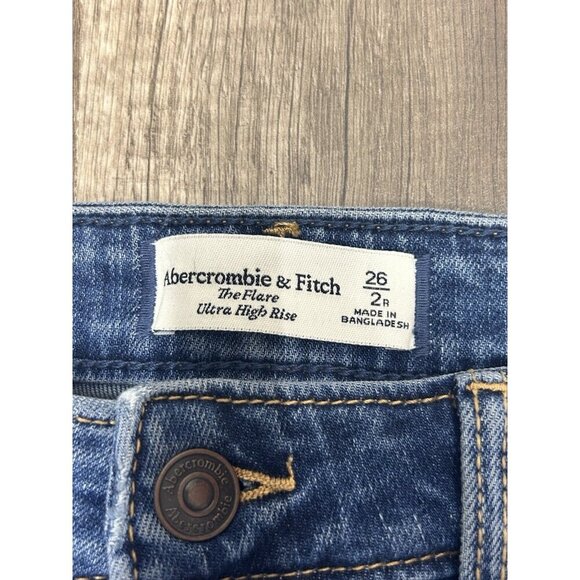 Abercrombie & Fitch
The Flare
Ultra High Rise
26
2R
MADE IN
BANGLADESH
Abercrombie
Abercrombie